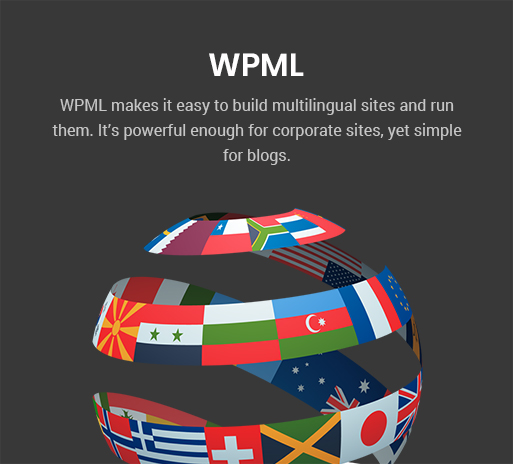 WPML
WPML makes it easy to build multilingual sites and run
them. It’s powerful enough for corporate sites, yet simple
for blogs.